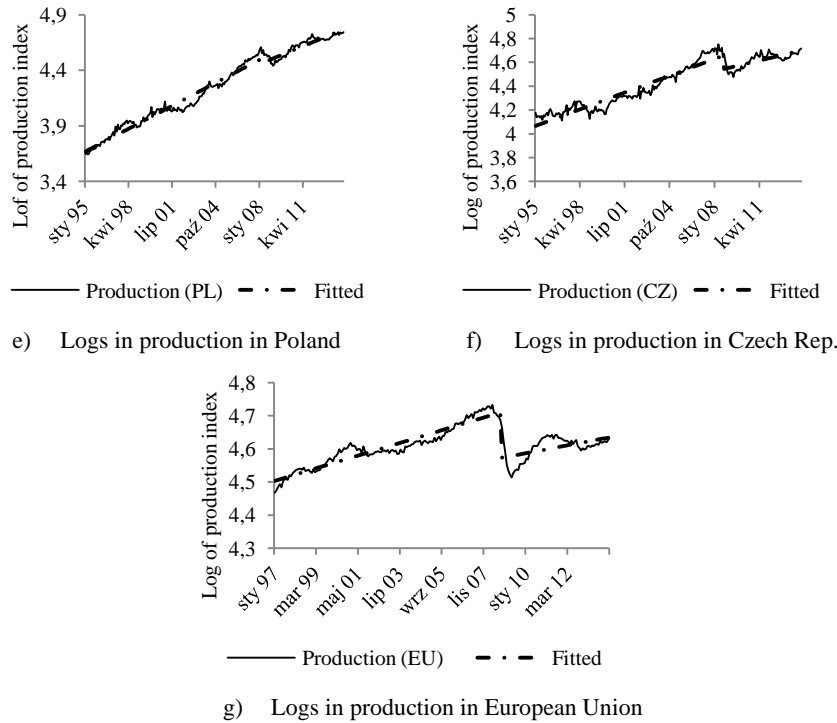 4,9
4,4
3,9
3,4
Lof of production index
sty 95
kwi 98
lip 01
paź 04
sty 08
kwi 11
Production (PL)
Fitted
e) Logs in production in Poland
5
4,8
4,6
4,4
4,2
4
3,8
3,6
Log of production index
sty 95
kwi 98
lip 01
paź 04
sty 08
kwi 11
Production (CZ)
Fitted
f) Logs in production in Czech Rep.
4,8
4,7
4,6
4,5
4,4
4,3
Log of production index
sty 97
mar 99
maj 01
lip 03
wrz 05
lis 07
sty 10
mar 12
Production (EU)
Fitted
g) Logs in production in European Union